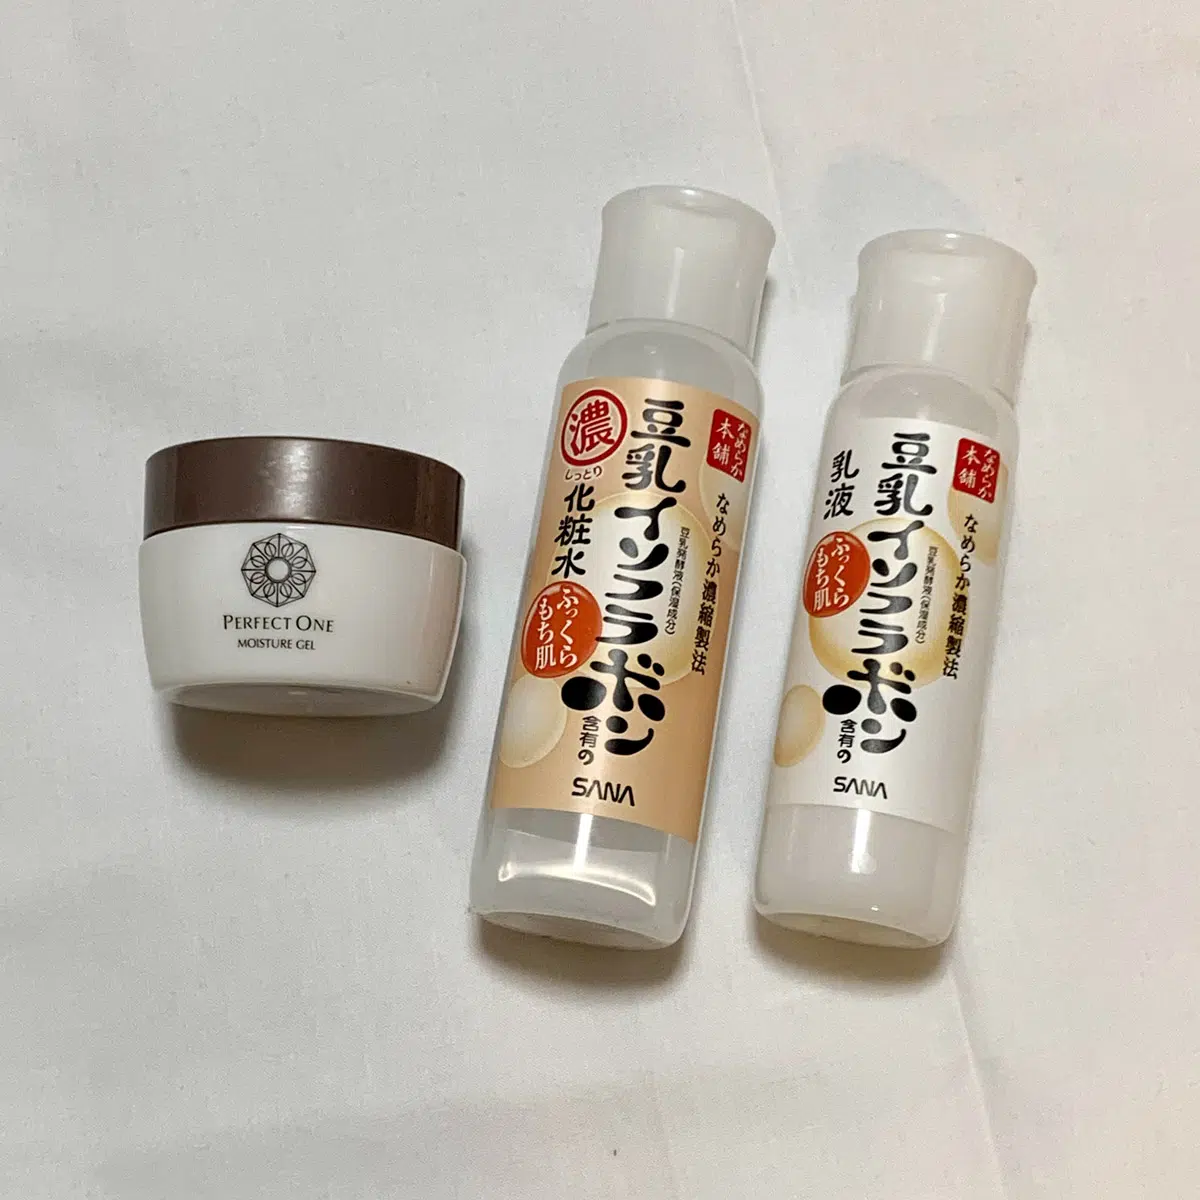 PERFECT ONE
MOISTURE GEL
なめらか
本舗
なめらか濃縮製法
豆乳イソフラボン
含有の
豆乳発酵液(保湿成分)
濃
しっとり
化粧水
ふっくら
もち肌
SANA
なめらか
本舗
なめらか濃縮製法
豆乳イソフラボン
含有の
豆乳発酵液(保湿成分)
乳液
ふっくら
もち肌
SANA